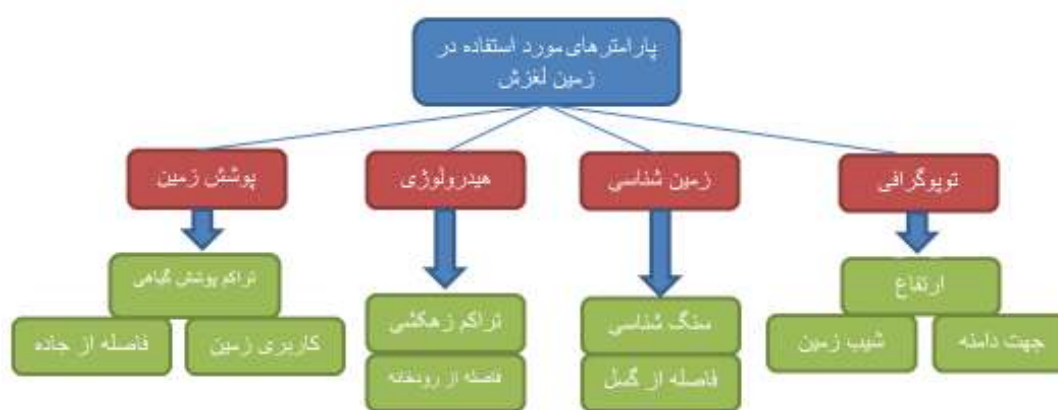 پارامترهای مورد استفاده در
زمین لغزش
توپوگرافی
زمین شناسی
هیدرولوژی
پوشش زمین
ارتفاع
جهت دامنه
شیب زمین
سنگ شناسی
فاصله از گسل
تراکم زهکشی
فاصله از رودخانه
تراکم پوشش گیاهی
کاربری زمین
فاصله از جاده